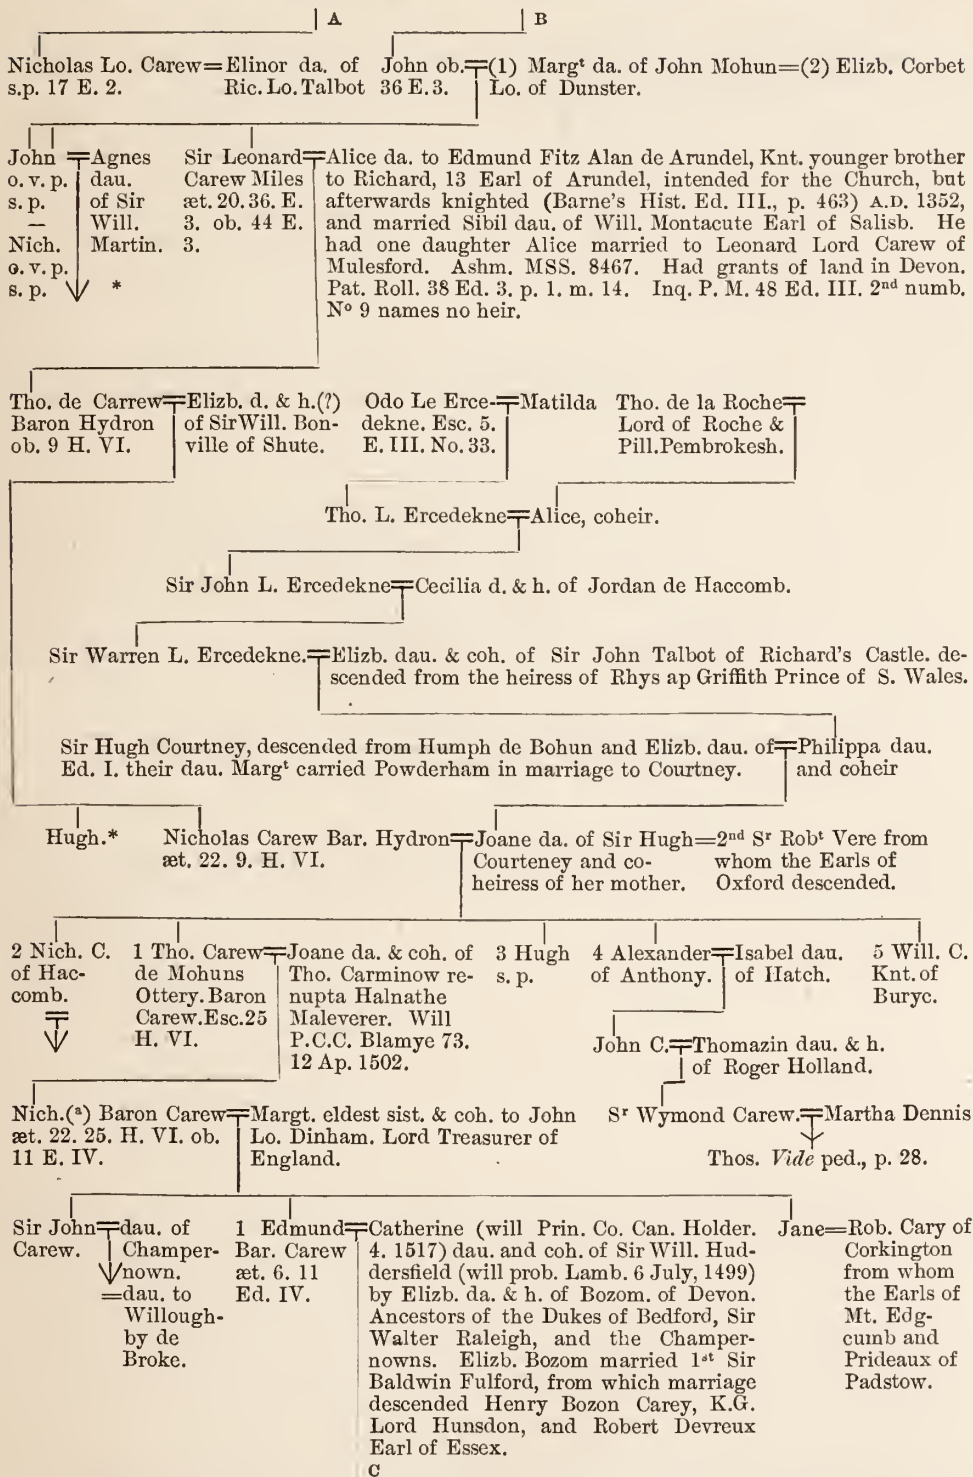 A B
Nicholas Lo. Carew=Elinor da. of John ob.=(1) Margt da. of John Mohun=(2) Elizb. Corbet
s.p. 17 E. 2. Ric. Lo. Talbot 36 E.3. Lo. of Dunster.
John
o. v. p.
s. p.
—
Nich.
o. v. p.
s. p.
Agnes
dau.
of Sir
Will.
Martin.
*
Sir Leonard
Carew Miles
æt. 20. 36. E.
3. ob. 44 E.
3.
Alice da. to Edmund Fitz Alan de Arundel, Knt. younger brother
to Richard, 13 Earl of Arundel, intended for the Church, but
afterwards knighted (Barne's Hist. Ed. III., p. 463) A.D. 1352,
and married Sibil dau. of Will. Montacute Earl of Salisb. He
had one daughter Alice married to Leonard Lord Carew of
Mulesford. Ashm. MSS. 8467. Had grants of land in Devon.
Pat. Roll. 38 Ed. 3. p. 1. m. 14. Inq. P. M. 48 Ed. III. 2nd numb.
No 9 names no heir.
Tho. de Carrew
Baron Hydron
ob. 9 H. VI.
Elizb. d. & h.(?)
of Sir Will. Bon-
ville of Shute.
Odo Le Erce-
dekne. Esc. 5.
E. III. No. 33.
Matilda
Tho. de la Roche
Lord of Roche &
Pill. Pembrokesh.
Tho. L. Ercedekne=Alice, coheir.
Sir John L. Ercedekne=Cecilia d. & h. of Jordan de Haccomb.
Sir Warren L. Ercedekne.=Elizb. dau. & coh. of Sir John Talbot of Richard's Castle. de-
scended from the heiress of Rhys ap Griffith Prince of S. Wales.
Sir Hugh Courtney, descended from Humph de Bohun and Elizb. dau. of=Philippa dau.
Ed. I. their dau. Margt carried Powderham in marriage to Courtney. and coheir
Hugh.*
Nicholas Carew Bar. Hydron
æt. 22. 9. H. VI.
Joane da. of Sir Hugh
Courteney and co-
heiress of her mother.
=2nd Sr Robt Vere from
whom the Earls of
Oxford descended.
2 Nich. C.
of Hac-
comb.
1 Tho. Carew
de Mohuns
Ottery. Baron
Carew. Esc. 25
H. VI.
Joane da. & coh. of
Tho. Carminow re-
nupta Halnathe
Maleverer. Will
P.C.C. Blamye 73.
12 Ap. 1502.
3 Hugh
s. p.
4 Alexander
of Anthony.
Isabel dau.
of Hatch.
5 Will. C.
Knt. of
Buryc.
John C.=Thomazin dau. & h.
of Roger Holland.
Nich.(a) Baron Carew
æt. 22. 25. H. VI. ob.
11 E. IV.
Margt. eldest sist. & coh. to John
Lo. Dinham. Lord Treasurer of
England.
Sr Wymond Carew.=Martha Dennis
Thos. Vide ped., p. 28.
Sir John
Carew.
dau. of
Champer-
nown.
=dau. to
Willough-
by de
Broke.
1 Edmund
Bar. Carew
æt. 6. 11
Ed. IV.
Catherine (will Prin. Co. Can. Holder.
4. 1517) dau. and coh. of Sir Will. Hud-
dersfield (will prob. Lamb. 6 July, 1499)
by Elizb. da. & h. of Bozom. of Devon.
Ancestors of the Dukes of Bedford, Sir
Walter Raleigh, and the Champer-
nowns. Elizb. Bozom married 1st Sir
Baldwin Fulford, from which marriage
descended Henry Bozon Carey, K.G.
Lord Hunsdon, and Robert Devreux
Earl of Essex.
Jane=Rob. Cary of
Corkington
from whom
the Earls of
Mt. Edg-
cumb and
Prideaux of
Padstow.
C